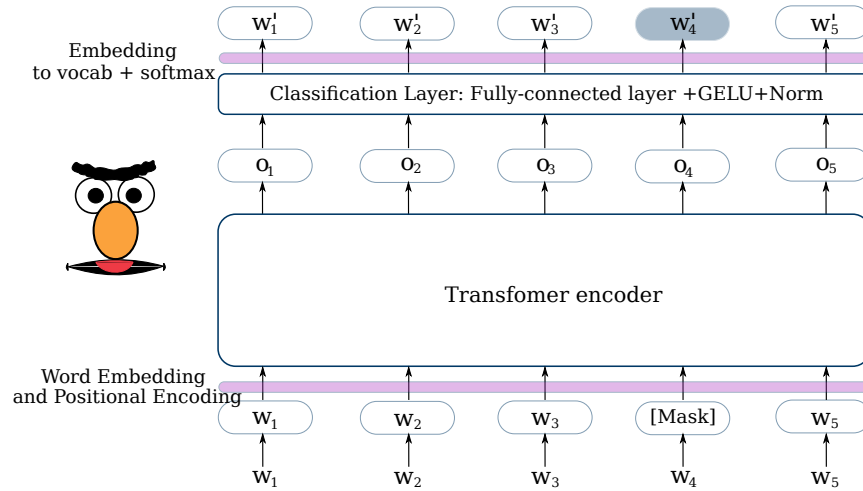 w'₁ w'₂ w'₃ w'₄ w'₅
Embedding
to vocab + softmax
Classification Layer: Fully-connected layer +GELU+Norm
o₁ o₂ o₃ o₄ o₅
Transfomer encoder
Word Embedding
and Positional Encoding
w₁ w₂ w₃ [Mask] w₅
w₁ w₂ w₃ w₄ w₅